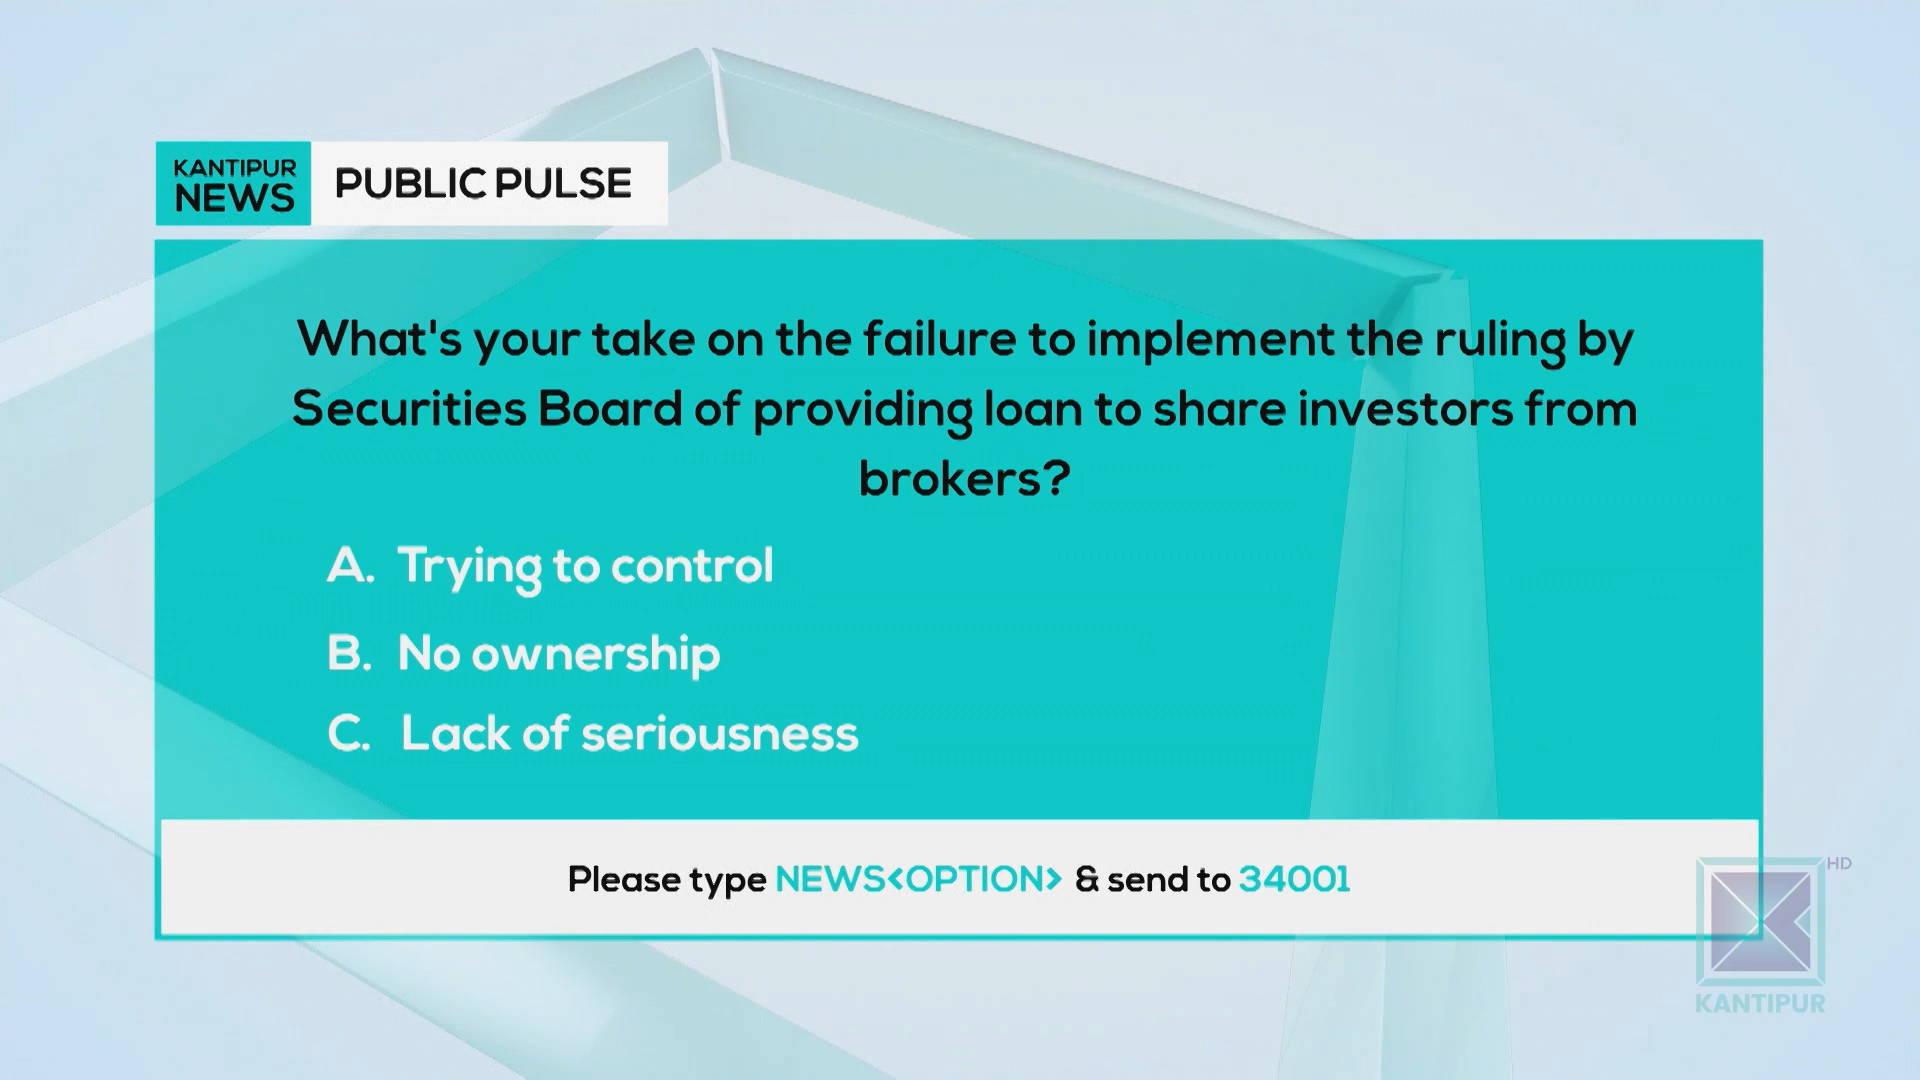 KANTIPUR
NEWS
PUBLIC PULSE
What's your take on the failure to implement the ruling by
Securities Board of providing loan to share investors from
brokers?
A. Trying to control
B. No ownership
C. Lack of seriousness
Please type NEWS<OPTION> & send to 34001
HD
KANTIPUR